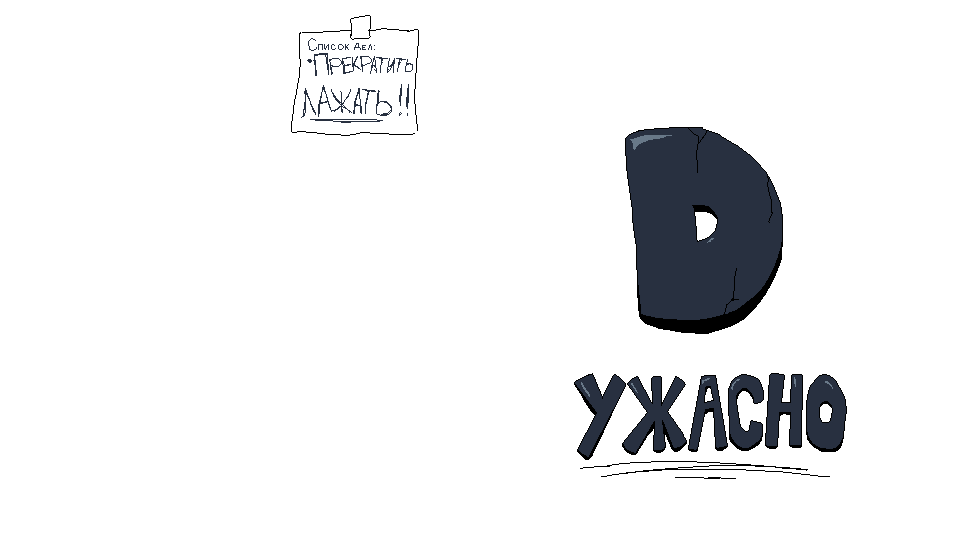 Список дел:
•Прекратить
лажать!!
D
УЖАСНО